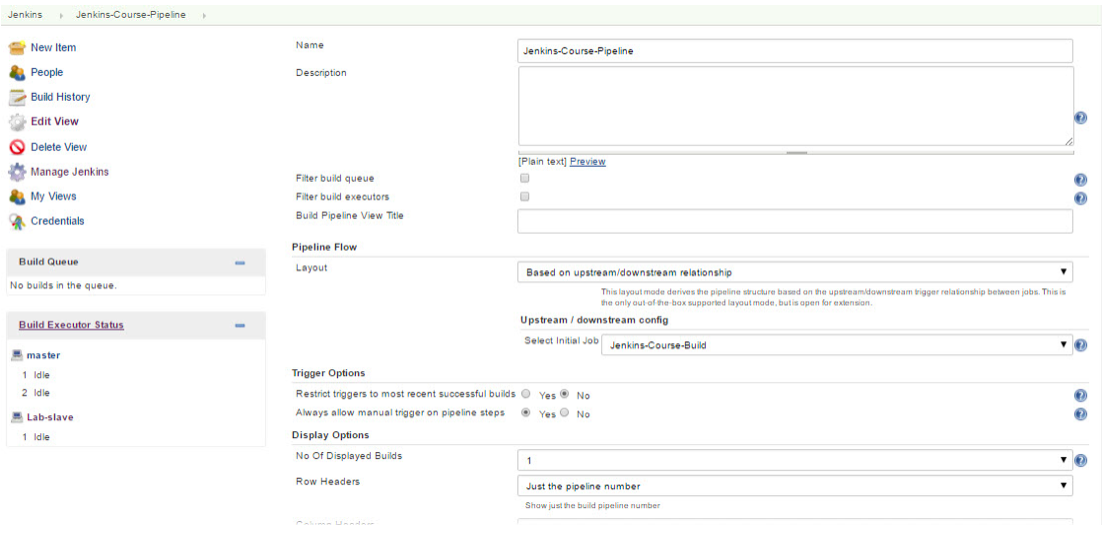 Jenkins Jenkins-Course-Pipeline
New Item
People
Build History
Edit View
Delete View
Manage Jenkins
My Views
Credentials
Build Queue
No builds in the queue.
Build Executor Status
master
1 Idle
2 Idle
Lab-slave
1 Idle
Name Jenkins-Course-Pipeline
Description
[Plain text] Preview
Filter build queue
Filter build executors
Build Pipeline View Title
Pipeline Flow
Layout Based on upstream/downstream relationship
This layout mode derives the pipeline structure based on the upstream/downstream trigger relationship between jobs. This is
the only out-of-the-box supported layout mode, but is open for extension.
Upstream / downstream config
Select Initial Job Jenkins-Course-Build
Trigger Options
Restrict triggers to most recent successful builds Yes No
Always allow manual trigger on pipeline steps Yes No
Display Options
No Of Displayed Builds 1
Row Headers Just the pipeline number
Show just the build pipeline number
Column Headers